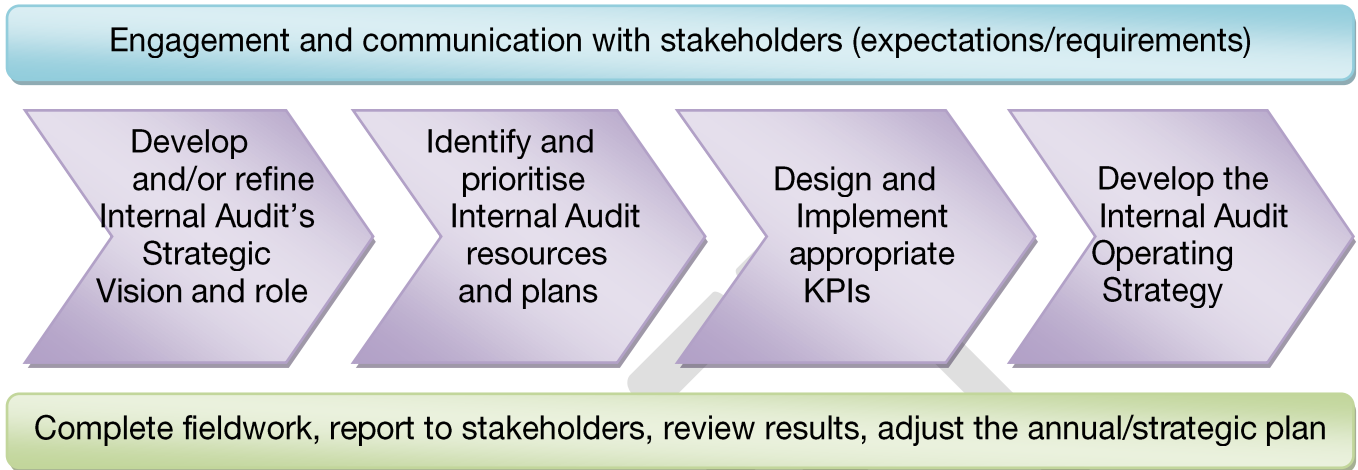 Engagement and communication with stakeholders (expectations/requirements)
Develop
and/or refine
Internal Audit's
Strategic
Vision and role
Identify and
prioritise
Internal Audit
resources
and plans
Design and
Implement
appropriate
KPIs
Develop the
Internal Audit
Operating
Strategy
Complete fieldwork, report to stakeholders, review results, adjust the annual/strategic plan